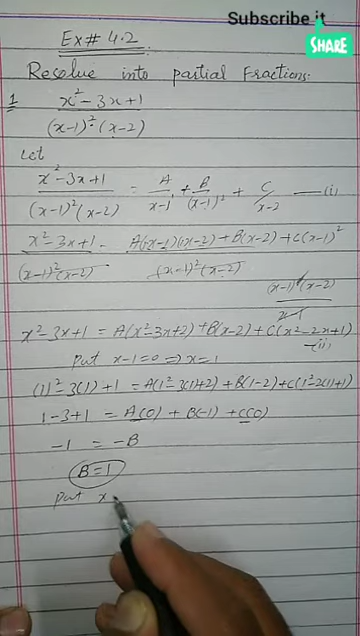 Subscribe it
SHARE
Ex# 4.2
Resolve into partial fractions:
1 x²-3x+1 / (x-1)²(x-2)
Let
x²-3x+1 / (x-1)²(x-2) = A/x-1 + B/(x-1)² + C/x-2 —(i)
x²-3x+1 / (x-1)²(x-2) = A(x-1)(x-2)+B(x-2)+C(x-1)² / (x-1)²(x-2)
(x-1)²(x-2) / x-1
x²-3x+1 = A(x²-3x+2)+B(x-2)+C(x²-2x+1)
—(ii)
Put x-1=0 ⇒ x=1
(1)²-3(1)+1 = A(1²-3(1)+2)+B(1-2)+C(1²-2(1)+1)
1-3+1 = A(0) + B(-1) + C(0)
-1 = -B
B=1
Put x